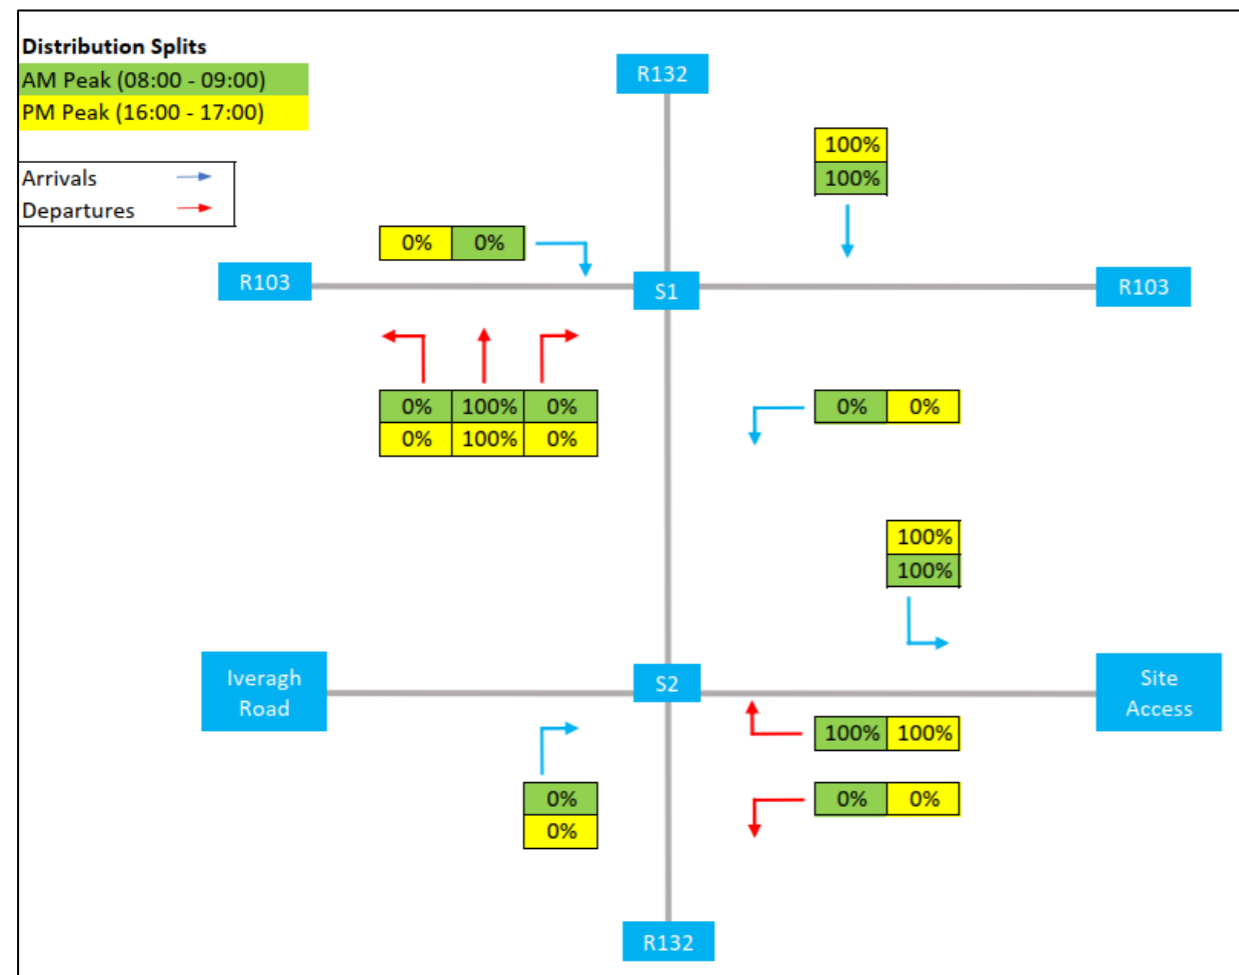 Distribution Splits
AM Peak (08:00 - 09:00)
PM Peak (16:00 - 17:00)
Arrivals
Departures
R132
100%
100%
0% 0%
R103
S1
R103
0% 100% 0%
0% 100% 0%
0% 0%
100%
100%
Iveragh
Road
S2
Site
Access
100% 100%
0%
0%
0% 0%
R132